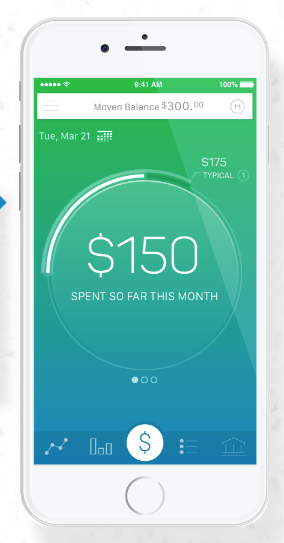 9:41 AM 100%
Moven Balance $300.00 M
Tue, Mar 21
$175
TYPICAL 1
$150
SPENT SO FAR THIS MONTH
$